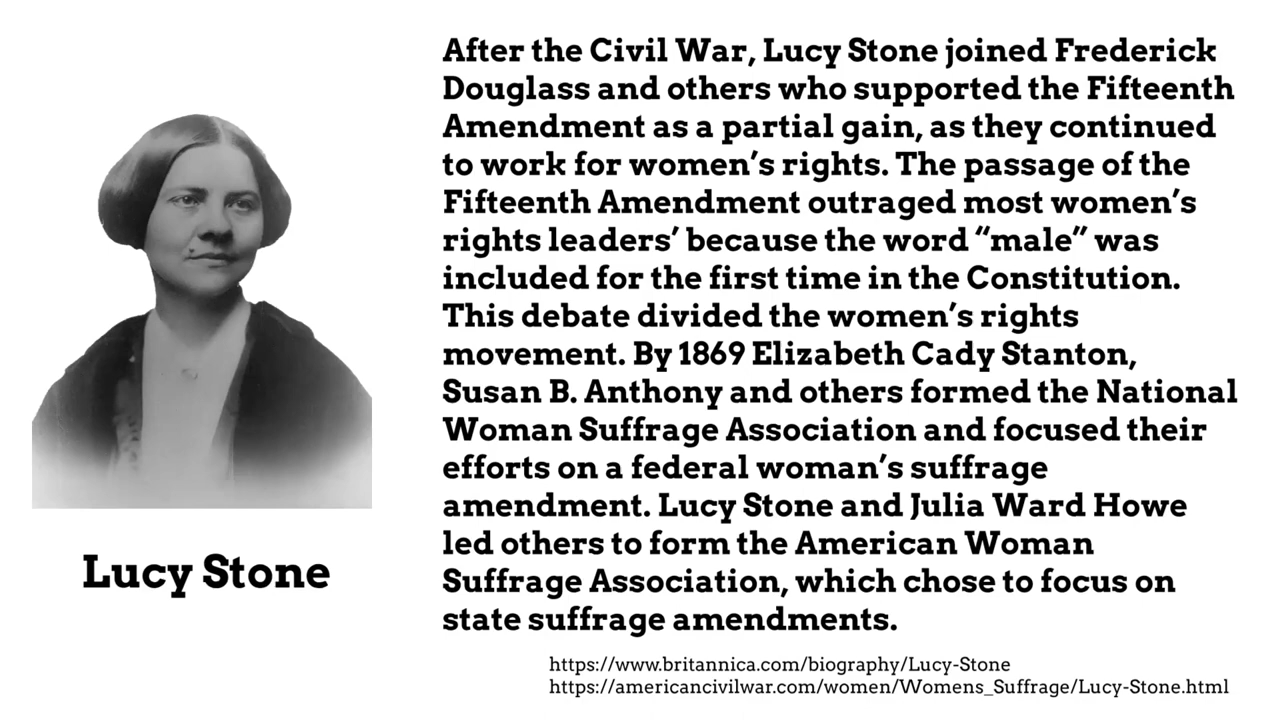 After the Civil War, Lucy Stone joined Frederick
Douglass and others who supported the Fifteenth
Amendment as a partial gain, as they continued
to work for women’s rights. The passage of the
Fifteenth Amendment outraged most women’s
rights leaders’ because the word “male” was
included for the first time in the Constitution.
This debate divided the women’s rights
movement. By 1869 Elizabeth Cady Stanton,
Susan B. Anthony and others formed the National
Woman Suffrage Association and focused their
efforts on a federal woman’s suffrage
amendment. Lucy Stone and Julia Ward Howe
led others to form the American Woman
Suffrage Association, which chose to focus on
state suffrage amendments.
Lucy Stone
https://www.britannica.com/biography/Lucy-Stone
https://americancivilwar.com/women/Womens_Suffrage/Lucy-Stone.html